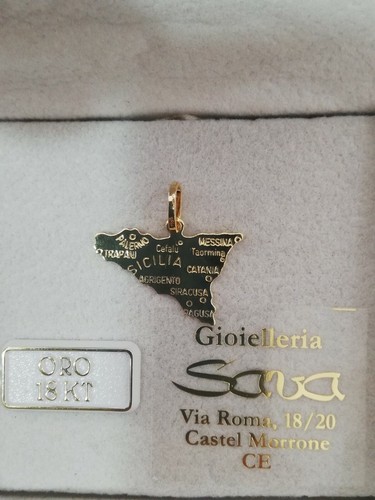 PALERMO
Cefalu
MESSINA
TRAPANI
Taormina
SICILIA
CATANIA
AGRIGENTO
SIRACUSA
RAGUSA
Gioielleria
Sava
ORO
18 KT
Via Roma, 18/20
Castel Morrone
CE